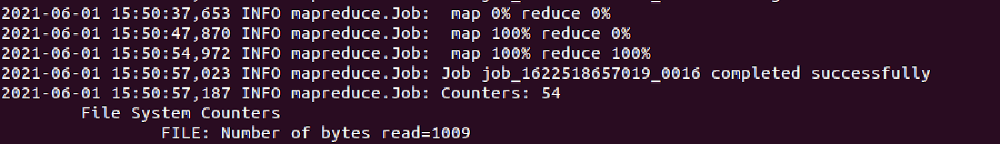 2021-06-01 15:50:37,653 INFO mapreduce.Job:  map 0% reduce 0%
2021-06-01 15:50:47,870 INFO mapreduce.Job:  map 100% reduce 0%
2021-06-01 15:50:54,972 INFO mapreduce.Job:  map 100% reduce 100%
2021-06-01 15:50:57,023 INFO mapreduce.Job: Job job_1622518657019_0016 completed successfully
2021-06-01 15:50:57,187 INFO mapreduce.Job: Counters: 54
        File System Counters
                FILE: Number of bytes read=1009